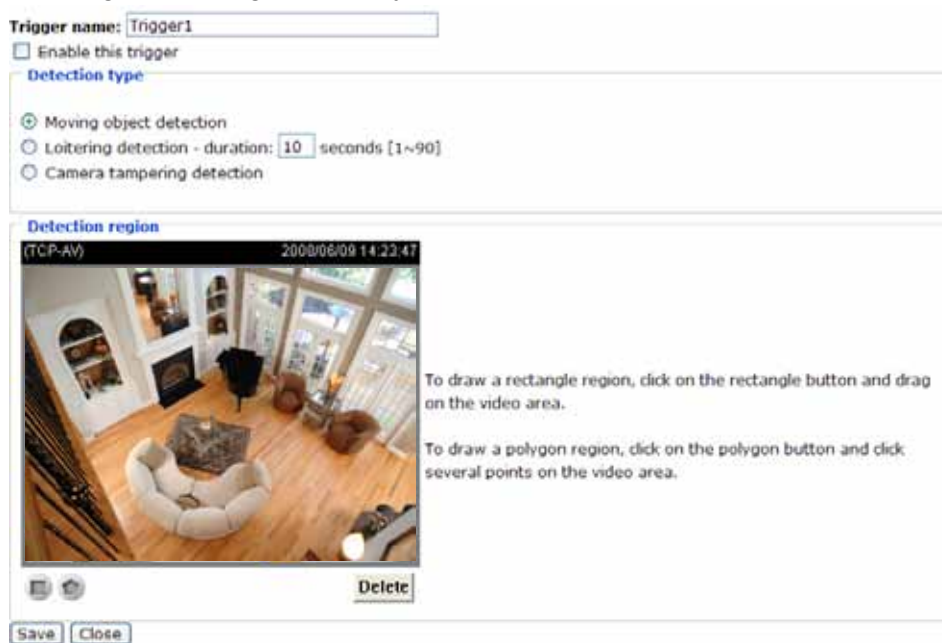 Trigger name: Trigger1
Enable this trigger
Detection type
Moving object detection
Loitering detection - duration: 10 seconds [1~90]
Camera tampering detection
Detection region
(TCP-AV) 2008/06/09 14:23:47
To draw a rectangle region, click on the rectangle button and drag
on the video area.
To draw a polygon region, click on the polygon button and click
several points on the video area.
Delete
Save Close